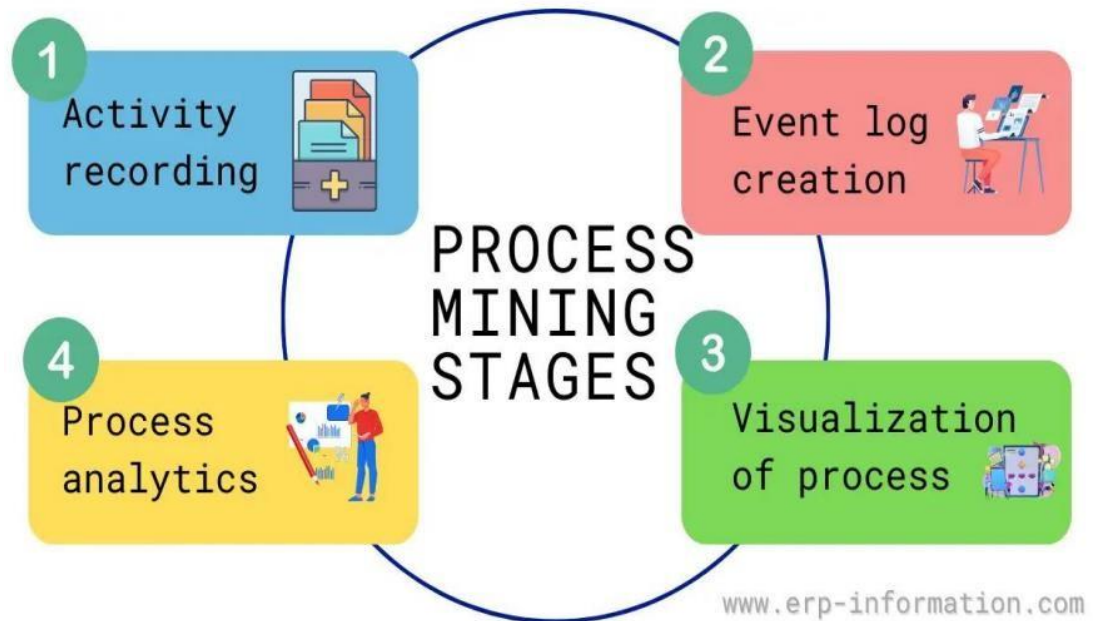 1
Activity
recording
2
Event log
creation
PROCESS
MINING
STAGES
4
Process
analytics
3
Visualization
of process
www.erp-information.com